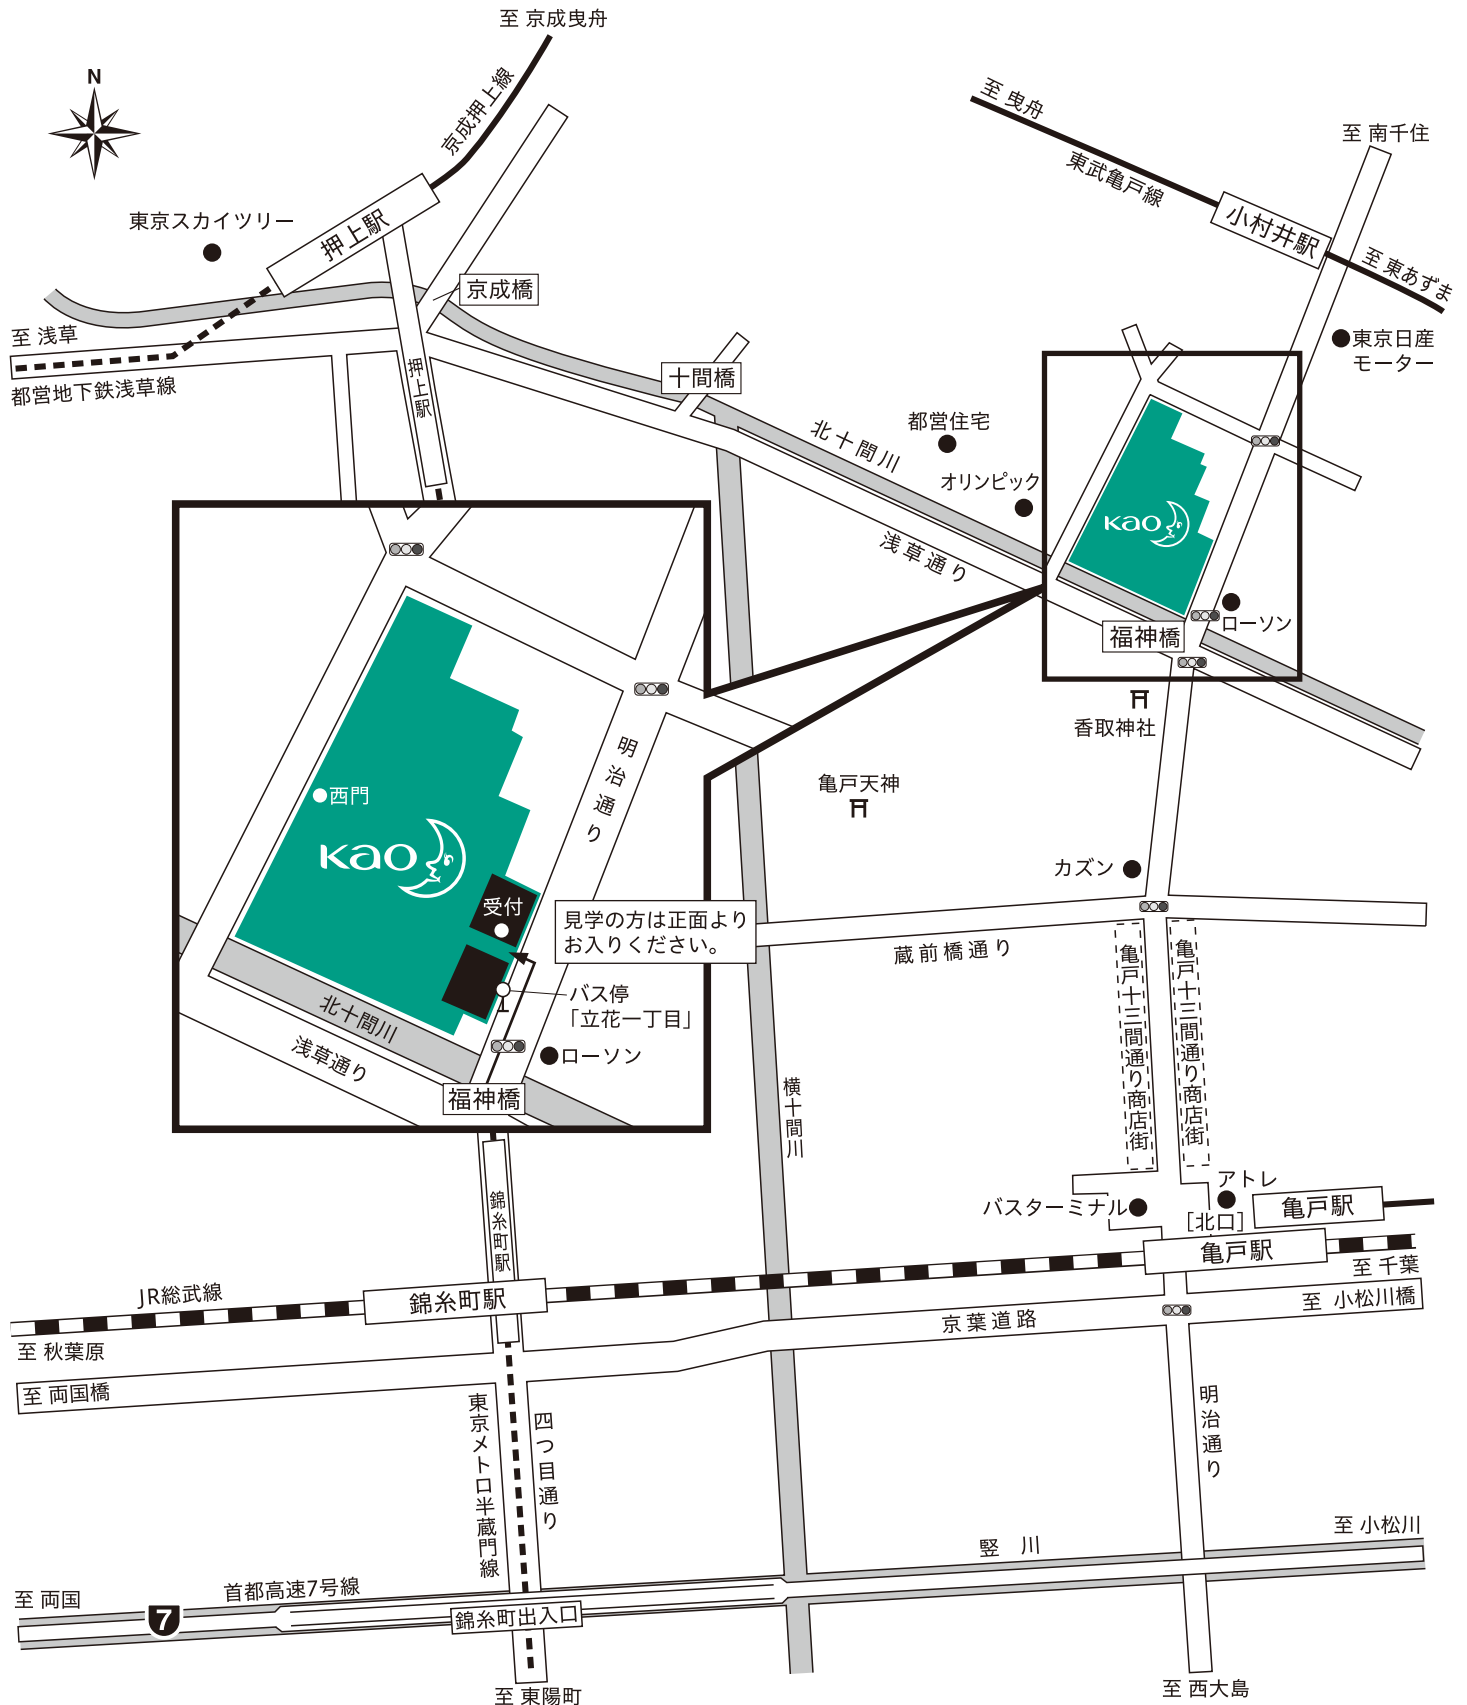 至 京成曳舟
N
京成押上線
東京スカイツリー
押上駅
京成橋
至 浅草
都営地下鉄浅草線
押上駅
十間橋
北十間川
都営住宅
オリンピック
浅草通り
至 曳舟
東武亀戸線
小村井駅
至 南千住
至 東あずま
東京日産
モーター
Kao
ローソン
福神橋
香取神社
亀戸天神
カズン
蔵前橋通り
亀戸十三間通り商店街
亀戸十三間通り商店街
明治通り
西門
Kao
受付
見学の方は正面より
お入りください。
バス停
「立花一丁目」
北十間川
浅草通り
ローソン
福神橋
横十間川
錦糸町駅
アトレ
バスターミナル
［北口］
亀戸駅
亀戸駅
至 千葉
JR総武線
錦糸町駅
至 秋葉原
京葉道路
至 小松川橋
至 両国橋
東京メトロ半蔵門線
四つ目通り
明治通り
竪 川
至 小松川
至 両国
首都高速7号線
7
錦糸町出入口
至 東陽町
至 西大島